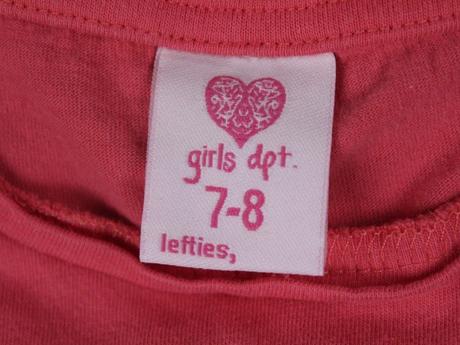 girls dpt.
7-8
lefties,